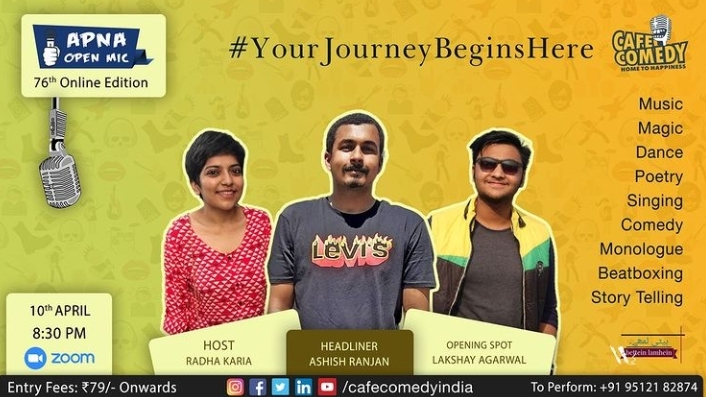 APNA
OPEN MIC
76th Online Edition
#YourJourneyBeginsHere
CAFE
COMEDY
HOME TO HAPPINESS
Music
Magic
Dance
Poetry
Singing
Comedy
Monologue
Beatboxing
Story Telling
LEVI'S
10th APRIL
8:30 PM
zoom
HOST
RADHA KARIA
HEADLINER
ASHISH RANJAN
OPENING SPOT
LAKSHAY AGARWAL
lamhein
Entry Fees: ₹79/- Onwards
/cafecomedyindia
To Perform: +91 95121 82874